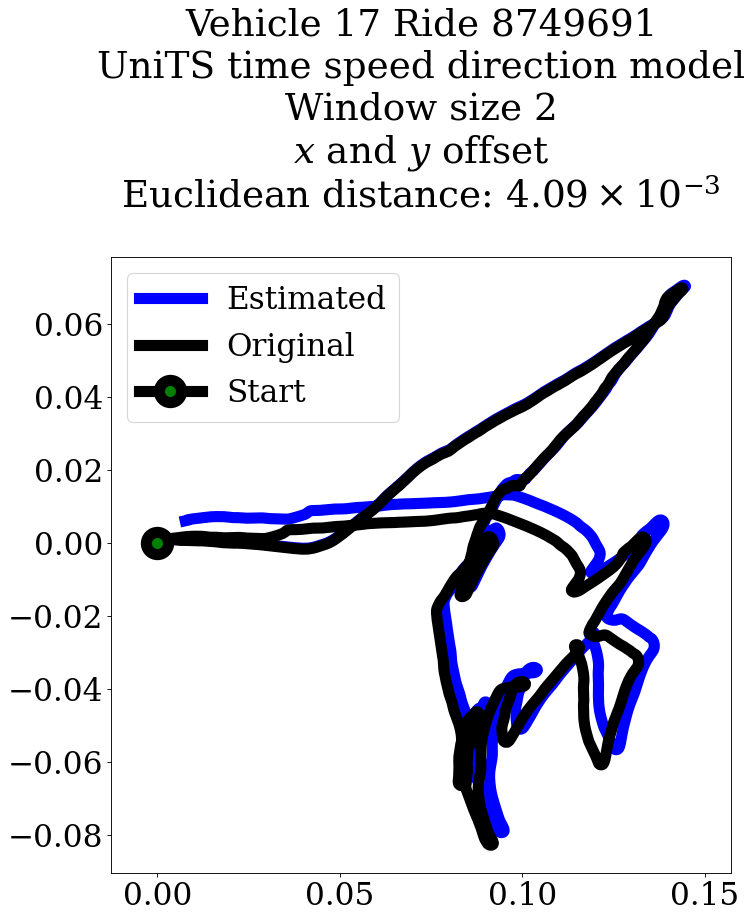 Vehicle 17 Ride 8749691
UniTS time speed direction model
Window size 2
x and y offset
Euclidean distance: 4.09 × 10⁻³
Estimated
Original
Start
0.06
0.04
0.02
0.00
−0.02
−0.04
−0.06
−0.08
0.00 0.05 0.10 0.15